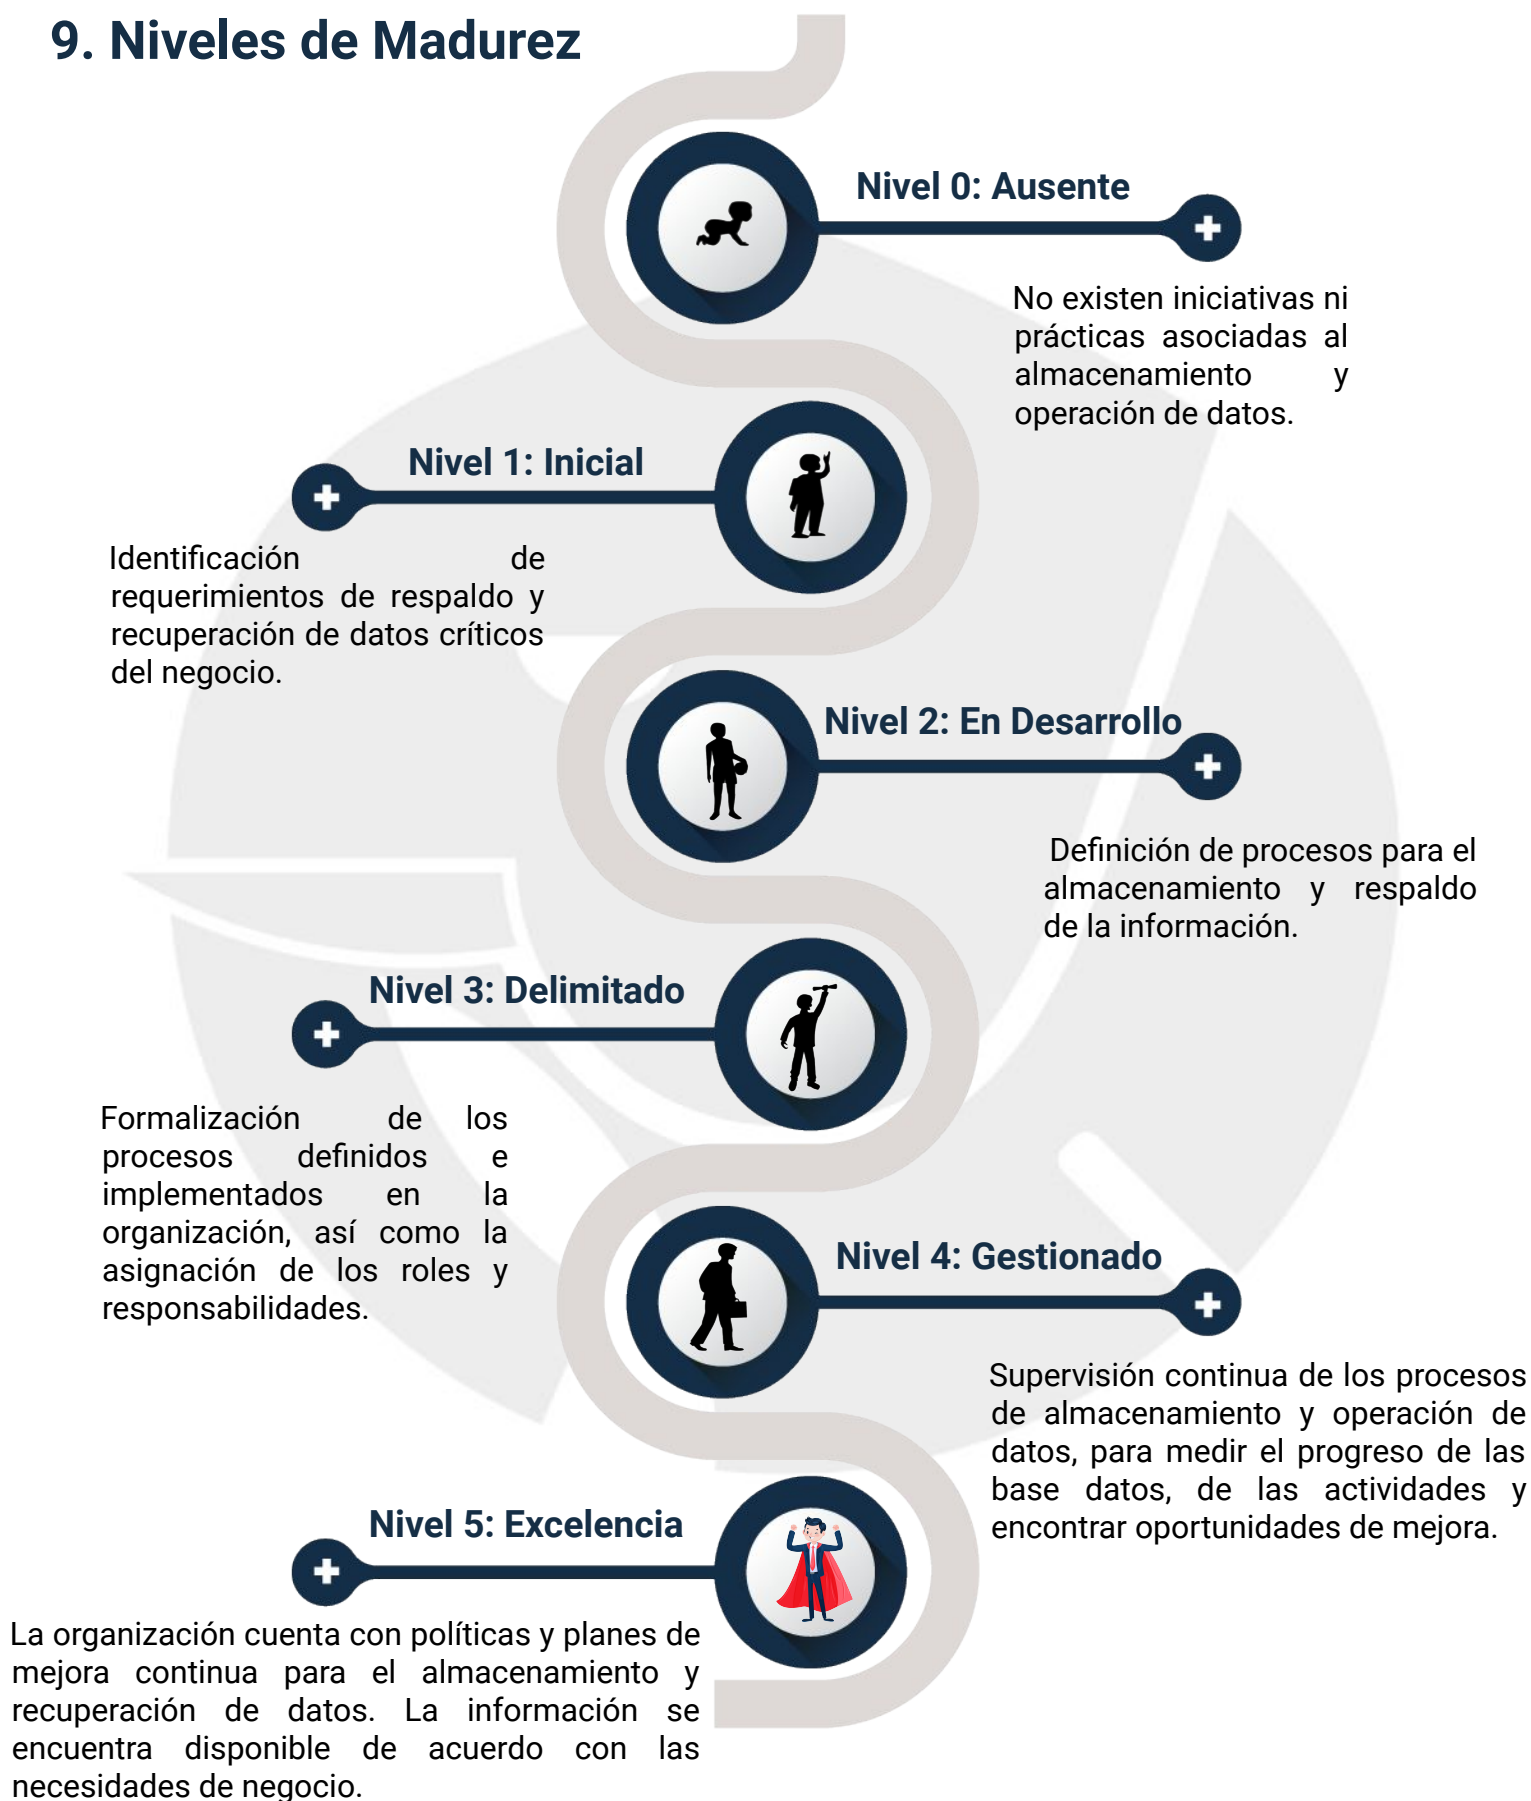 9. Niveles de Madurez
Nivel 0: Ausente
No existen iniciativas ni
prácticas asociadas al
almacenamiento y
operación de datos.
Nivel 1: Inicial
Identificación de
requerimientos de respaldo y
recuperación de datos críticos
del negocio.
Nivel 2: En Desarrollo
Definición de procesos para el
almacenamiento y respaldo
de la información.
Nivel 3: Delimitado
Formalización de los
procesos definidos e
implementados en la
organización, así como la
asignación de los roles y
responsabilidades.
Nivel 4: Gestionado
Supervisión continua de los procesos
de almacenamiento y operación de
datos, para medir el progreso de las
base datos, de las actividades y
encontrar oportunidades de mejora.
Nivel 5: Excelencia
La organización cuenta con políticas y planes de
mejora continua para el almacenamiento y
recuperación de datos. La información se
encuentra disponible de acuerdo con las
necesidades de negocio.